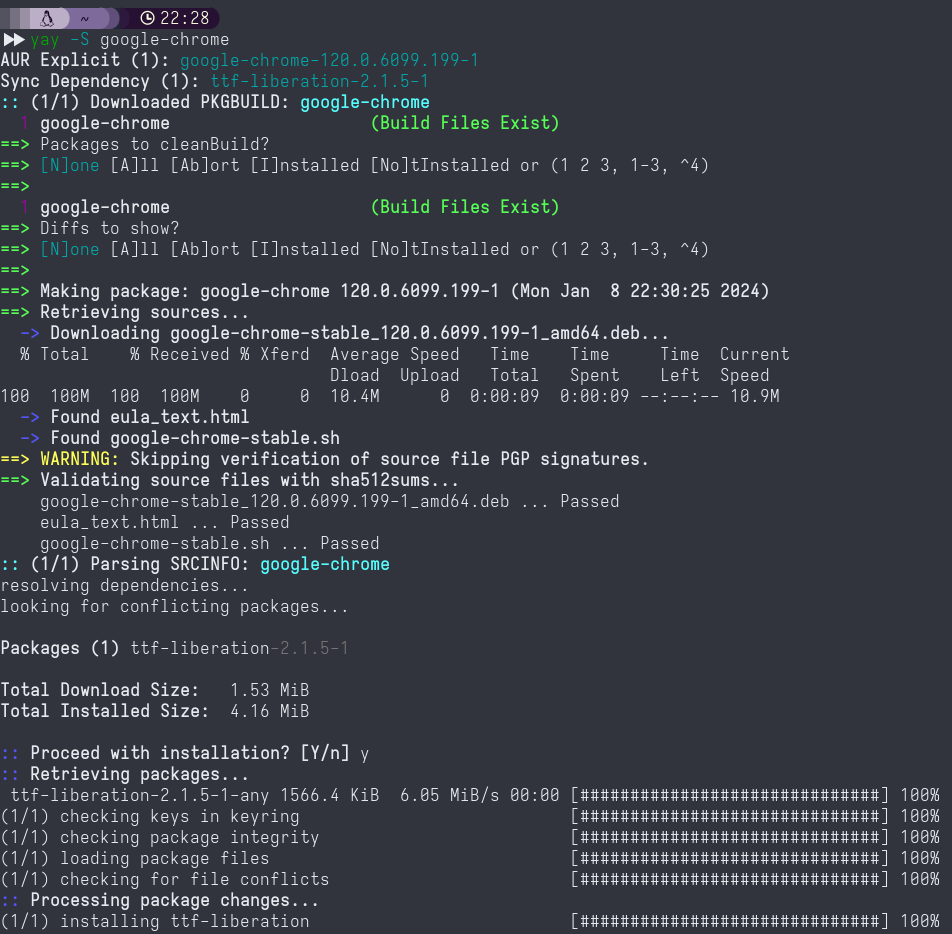 ~ 22:28
yay -S google-chrome
AUR Explicit (1): google-chrome-120.0.6099.199-1
Sync Dependency (1): ttf-liberation-2.1.5-1
:: (1/1) Downloaded PKGBUILD: google-chrome
  1 google-chrome                    (Build Files Exist)
==> Packages to cleanBuild?
==> [N]one [A]ll [Ab]ort [I]nstalled [No]tInstalled or (1 2 3, 1-3, ^4)
==>
  1 google-chrome                    (Build Files Exist)
==> Diffs to show?
==> [N]one [A]ll [Ab]ort [I]nstalled [No]tInstalled or (1 2 3, 1-3, ^4)
==>
==> Making package: google-chrome 120.0.6099.199-1 (Mon Jan  8 22:30:25 2024)
==> Retrieving sources...
  -> Downloading google-chrome-stable_120.0.6099.199-1_amd64.deb...
  % Total    % Received % Xferd  Average Speed   Time    Time     Time  Current
                                 Dload  Upload   Total   Spent    Left  Speed
100  100M  100  100M    0     0  10.4M      0  0:00:09  0:00:09 --:--:-- 10.9M
  -> Found eula_text.html
  -> Found google-chrome-stable.sh
==> WARNING: Skipping verification of source file PGP signatures.
==> Validating source files with sha512sums...
    google-chrome-stable_120.0.6099.199-1_amd64.deb ... Passed
    eula_text.html ... Passed
    google-chrome-stable.sh ... Passed
:: (1/1) Parsing SRCINFO: google-chrome
resolving dependencies...
looking for conflicting packages...
Packages (1) ttf-liberation-2.1.5-1
Total Download Size:   1.53 MiB
Total Installed Size:  4.16 MiB
:: Proceed with installation? [Y/n] y
:: Retrieving packages...
 ttf-liberation-2.1.5-1-any 1566.4 KiB  6.05 MiB/s 00:00 [##############################] 100%
(1/1) checking keys in keyring                           [##############################] 100%
(1/1) checking package integrity                         [##############################] 100%
(1/1) loading package files                              [##############################] 100%
(1/1) checking for file conflicts                        [##############################] 100%
:: Processing package changes...
(1/1) installing ttf-liberation                          [##############################] 100%